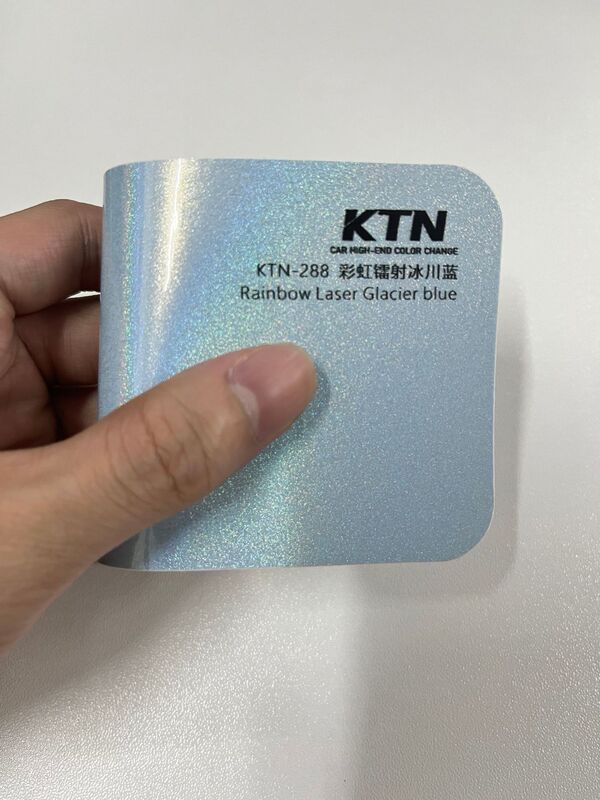 KTN
CAR HIGH-END COLOR CHANGE
KTN-288 彩虹镭射冰川蓝
Rainbow Laser Glacier blue